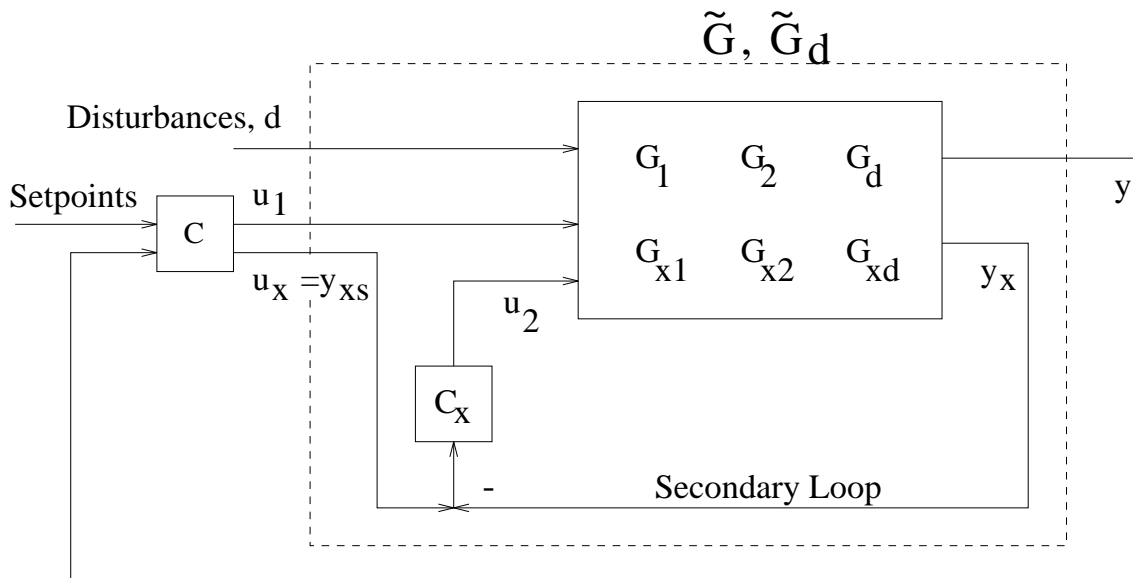 G̃, G̃d
Disturbances, d
G1 G2 Gd
y
Setpoints
u1
C
Gx1 Gx2 Gxd
ux =yxs
yx
u2
Cx
-
Secondary Loop